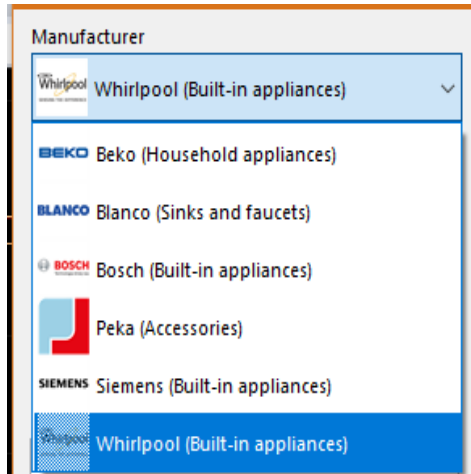 Manufacturer
Whirlpool Whirlpool (Built-in appliances)
BEKO Beko (Household appliances)
BLANCO Blanco (Sinks and faucets)
BOSCH Bosch (Built-in appliances)
Peka (Accessories)
SIEMENS Siemens (Built-in appliances)
Whirlpool Whirlpool (Built-in appliances)